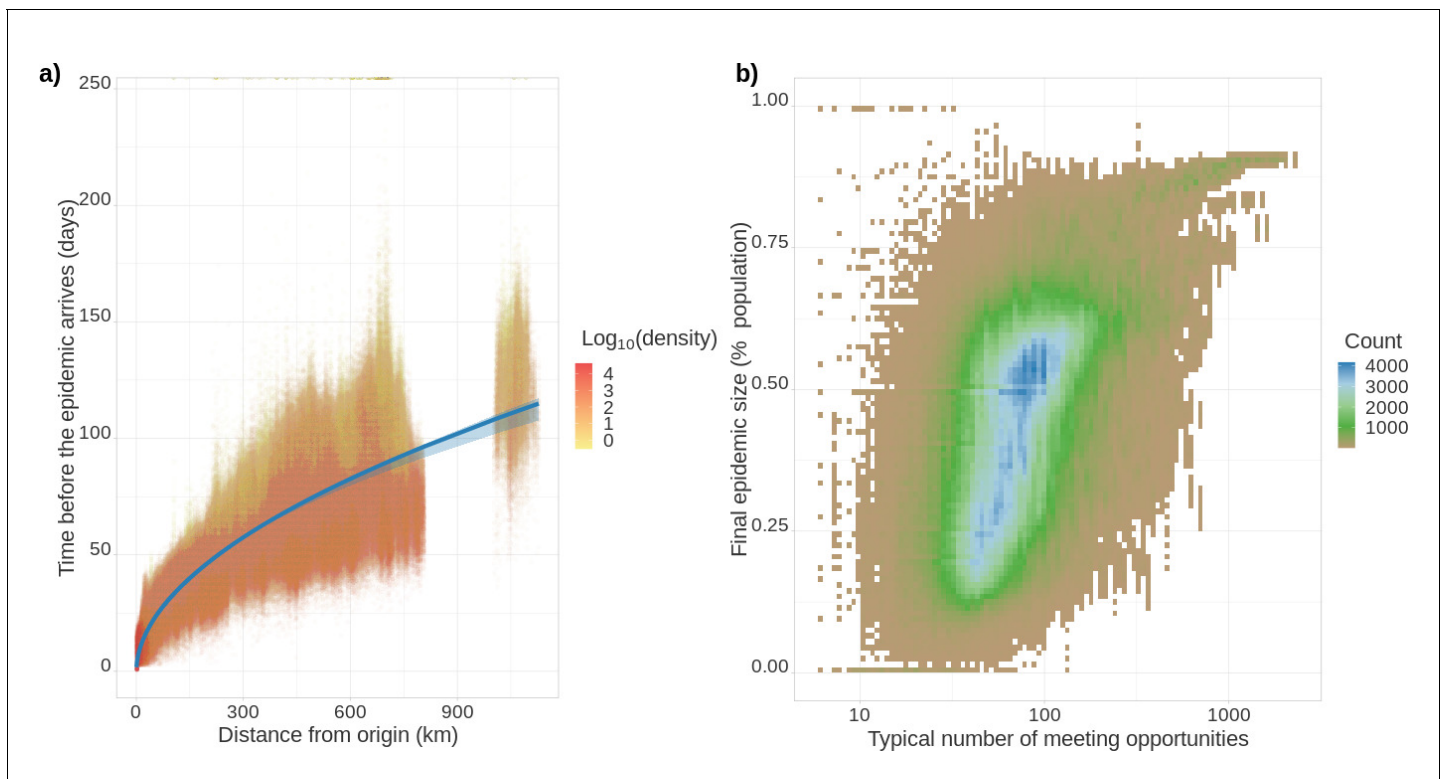 a)
Time before the epidemic arrives (days)
250
200
150
100
50
0
0 300 600 900
Distance from origin (km)
Log₁₀(density)
4
3
2
1
0
b)
Final epidemic size (% population)
1.00
0.75
0.50
0.25
0.00
10 100 1000
Typical number of meeting opportunities
Count
4000
3000
2000
1000